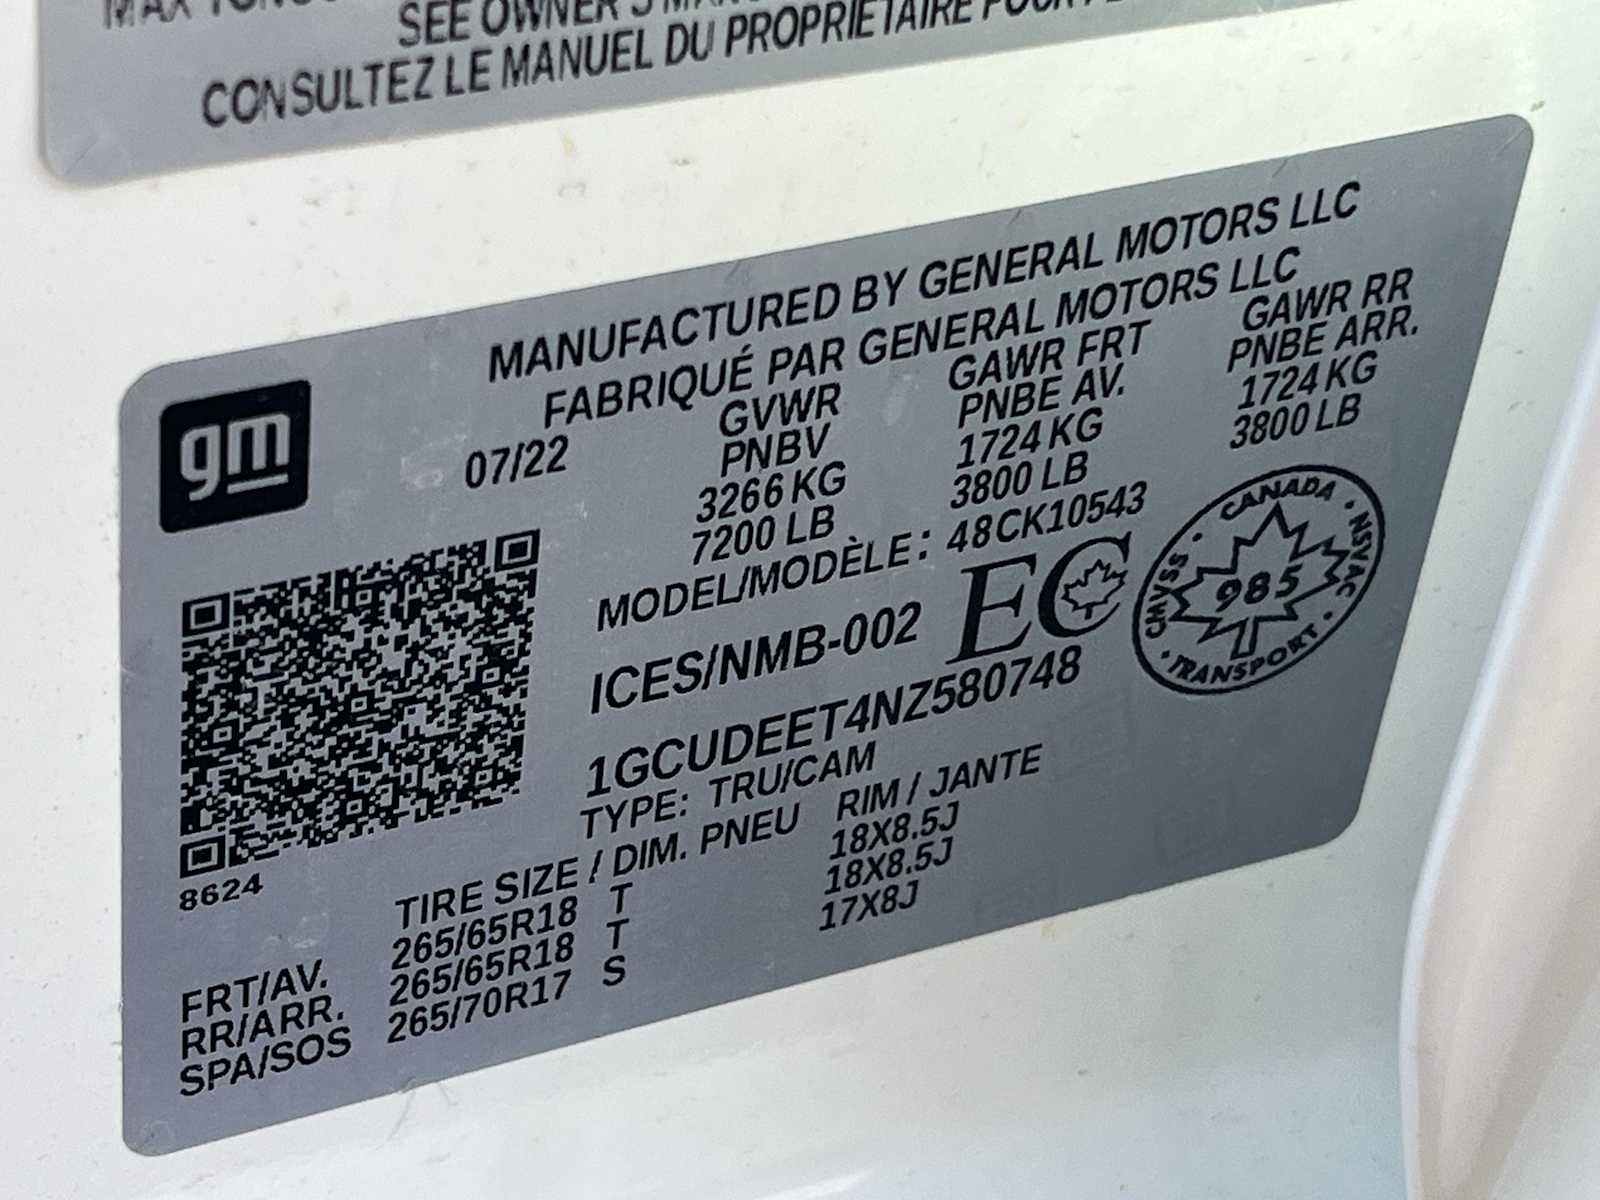 MAX
SEE OWNER'S
CONSULTEZ LE MANUEL DU PROPRIÉTAIRE POUR
MANUFACTURED BY GENERAL MOTORS LLC
FABRIQUÉ PAR GENERAL MOTORS LLC
gm
07/22
GVWR GAWR FRT GAWR RR
PNBV PNBE AV. PNBE ARR.
3266 KG 1724 KG 1724 KG
7200 LB 3800 LB 3800 LB
MODEL/MODÈLE: 48CK10543
ICES/NMB-002 EC
CANADA · NSVAC · TRANSPORT · CMVSS ·
985
1GCUDEET4NZ580748
TYPE: TRU/CAM
8624
TIRE SIZE / DIM. PNEU RIM / JANTE
FRT/AV. 265/65R18 T 18X8.5J
RR/ARR. 265/65R18 T 18X8.5J
SPA/SOS 265/70R17 S 17X8J